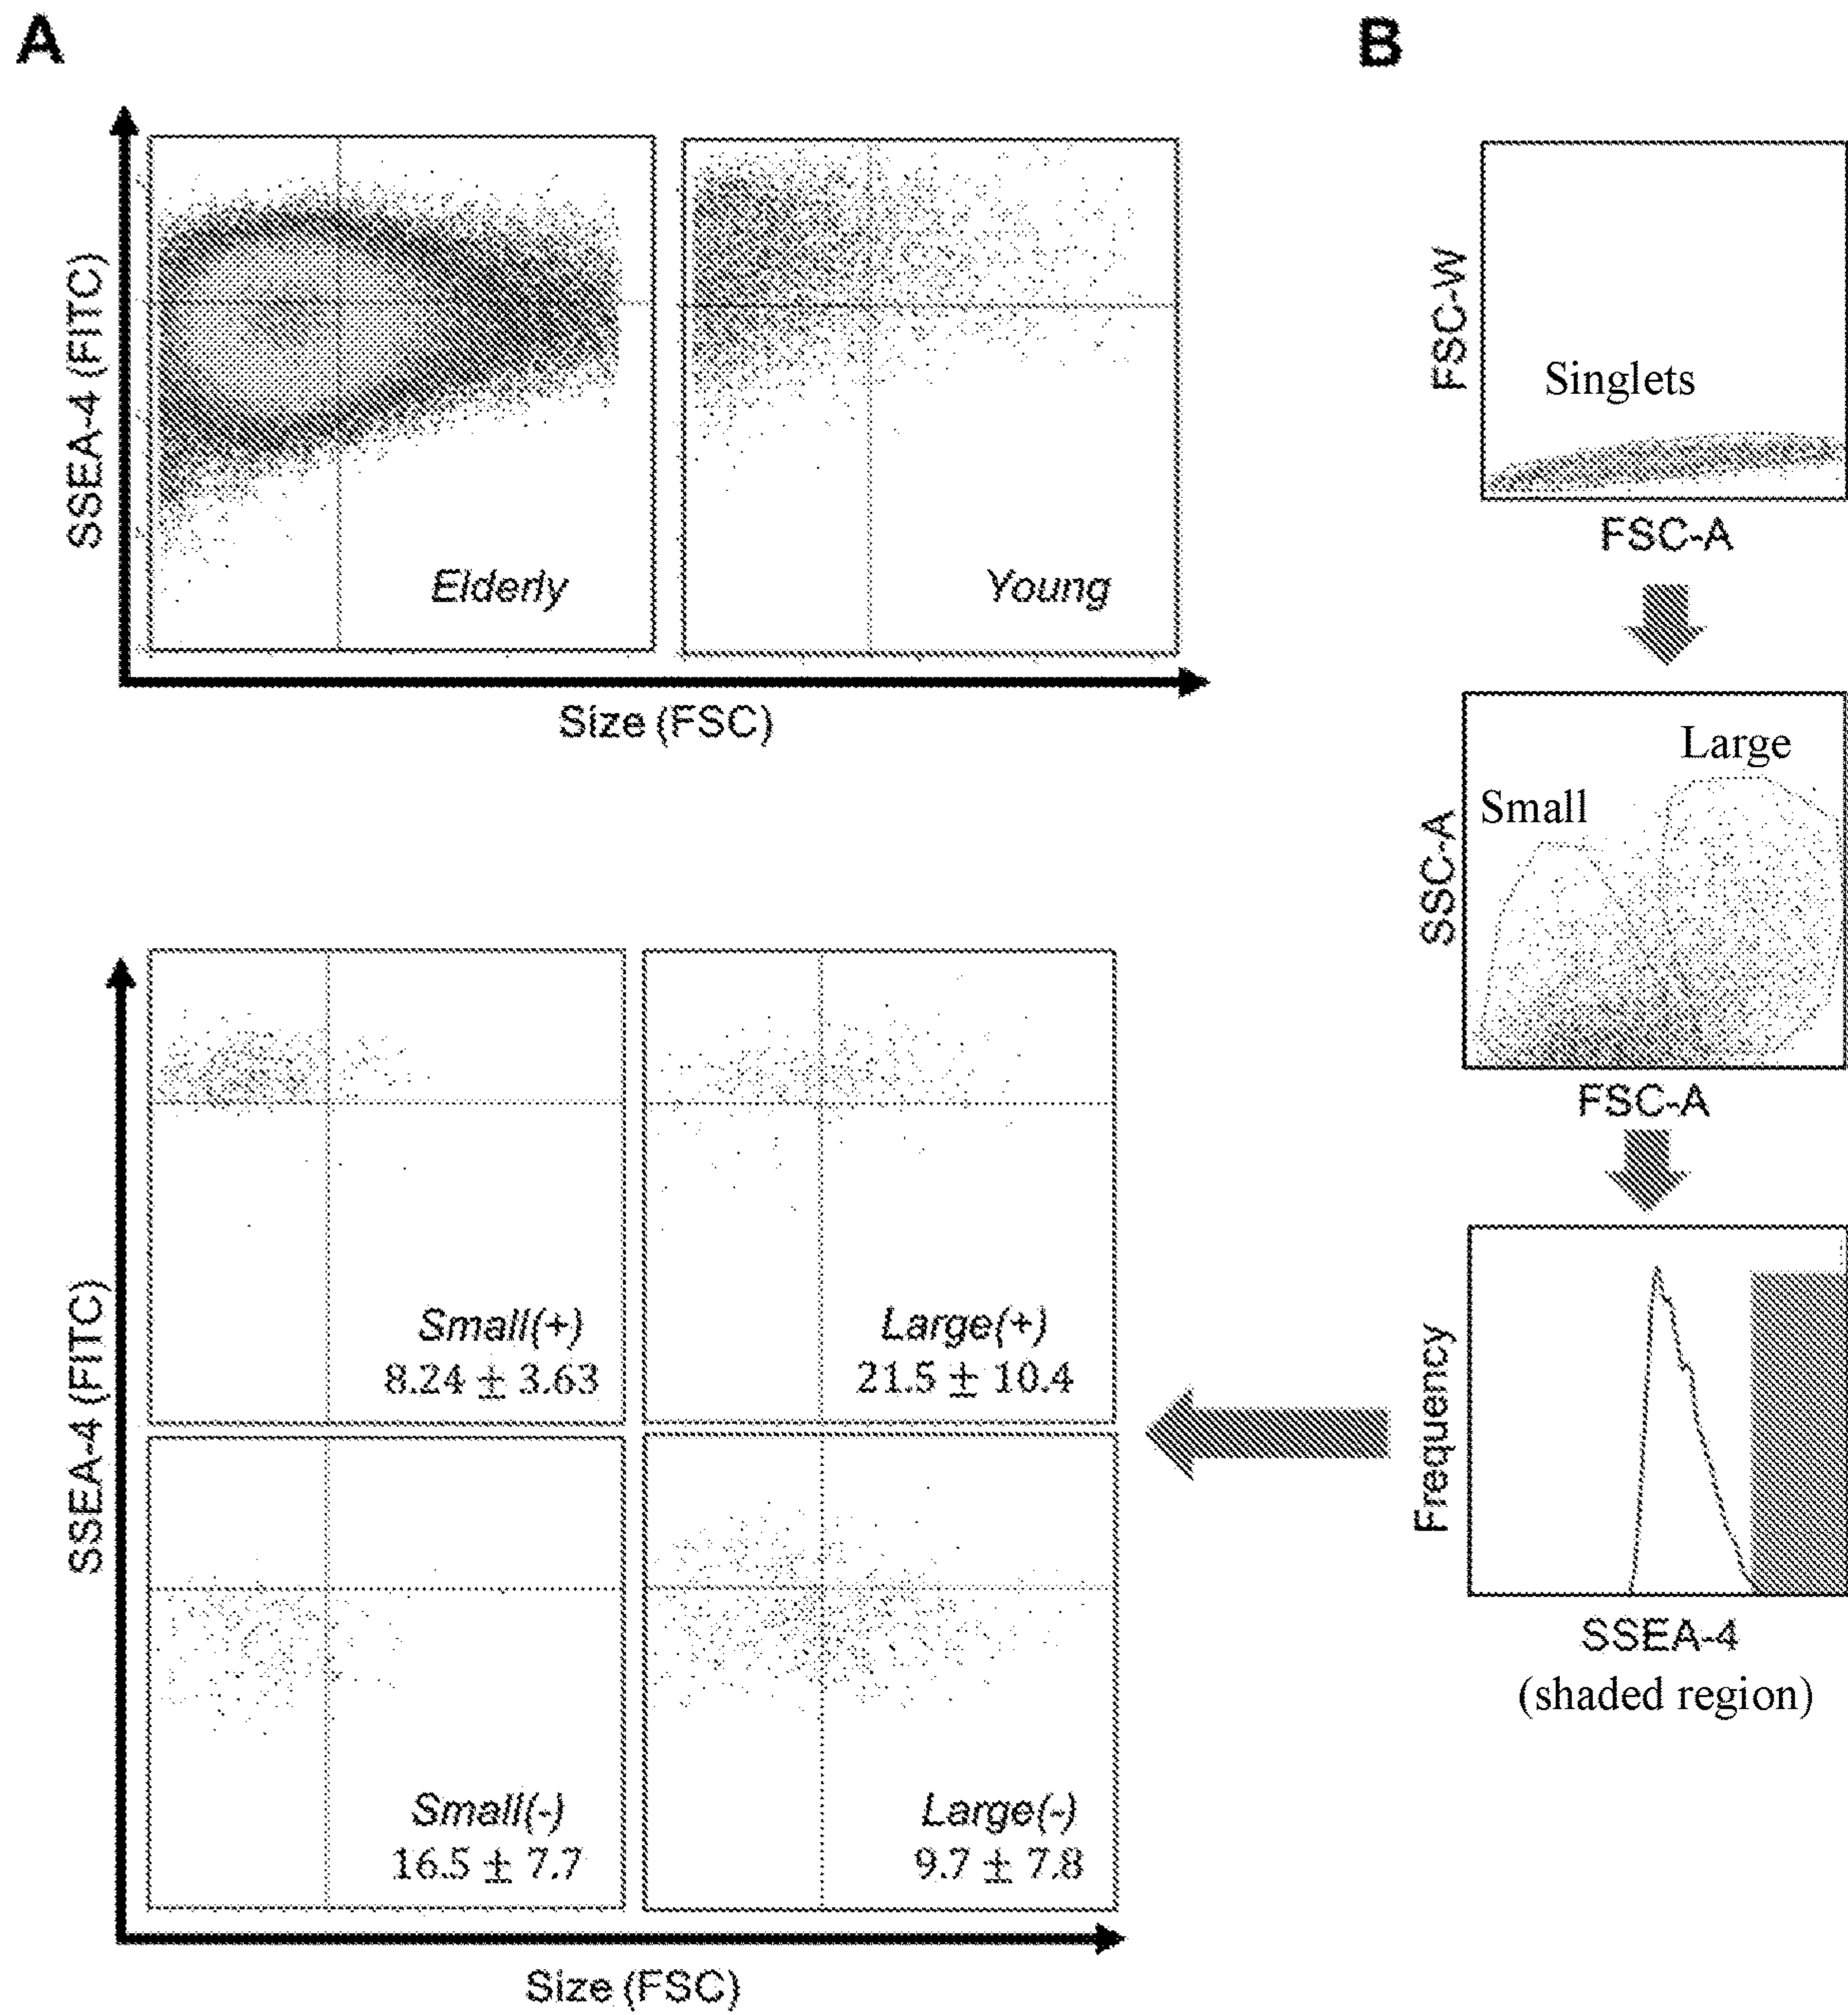 A
SSEA-4 (FITC)
Elderly
Young
Size (FSC)
SSEA-4 (FITC)
Small(+)
8.24 ± 3.63
Large(+)
21.5 ± 10.4
Small(-)
16.5 ± 7.7
Large(-)
9.7 ± 7.8
Size (FSC)
B
FSC-W
Singlets
FSC-A
SSC-A
Small
Large
FSC-A
Frequency
SSEA-4
(shaded region)